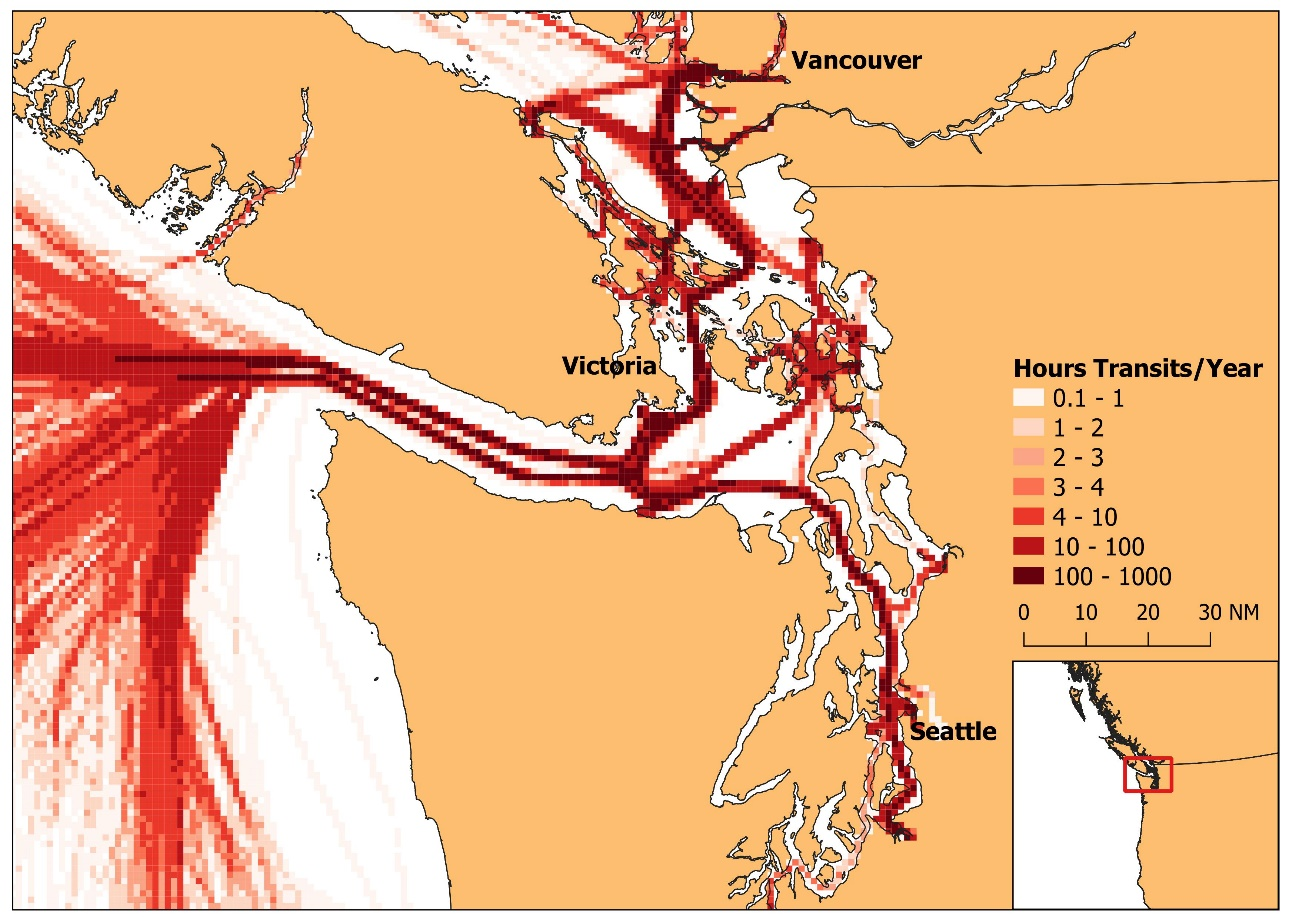 Vancouver
Victoria
Hours Transits/Year
0.1 - 1
1 - 2
2 - 3
3 - 4
4 - 10
10 - 100
100 - 1000
0 10 20 30 NM
Seattle